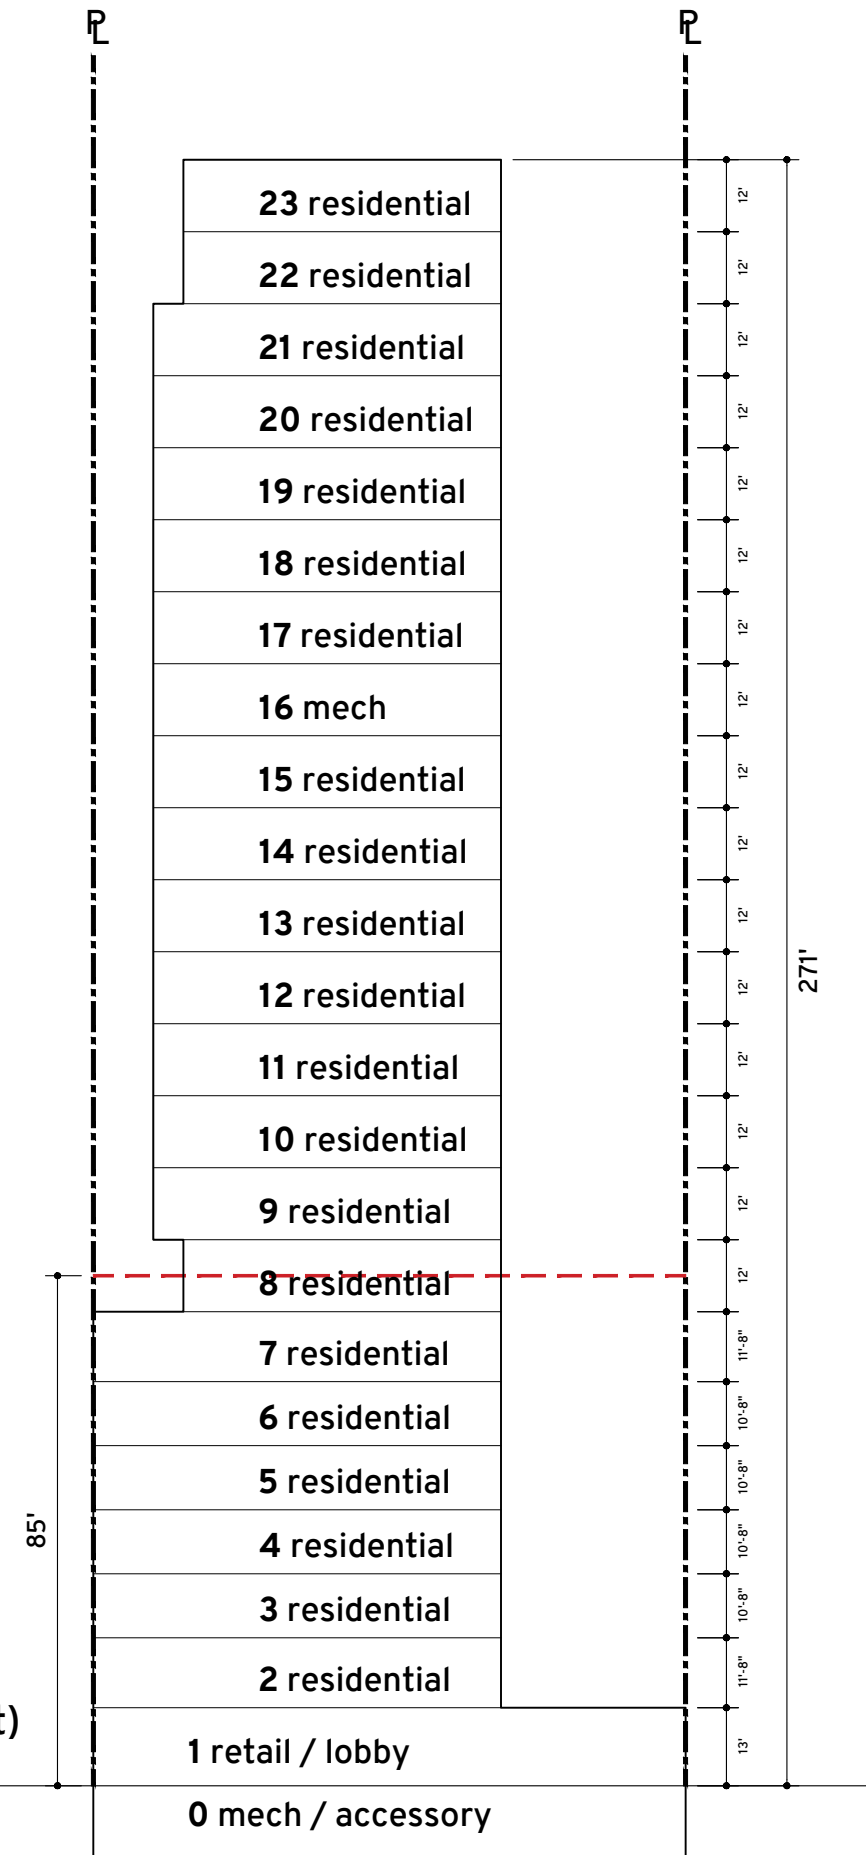 PL PL
23 residential 12'
22 residential 12'
21 residential 12'
20 residential 12'
19 residential 12'
18 residential 12'
17 residential 12'
16 mech 12'
15 residential 12'
14 residential 12'
13 residential 12'
12 residential 12'
271'
11 residential 12'
10 residential 12'
9 residential 12'
8 residential 12'
7 residential 11'-8"
6 residential 10'-8"
5 residential 10'-8"
85'
4 residential 10'-8"
3 residential 10'-8"
2 residential 11'-8"
t)
1 retail / lobby 13'
0 mech / accessory